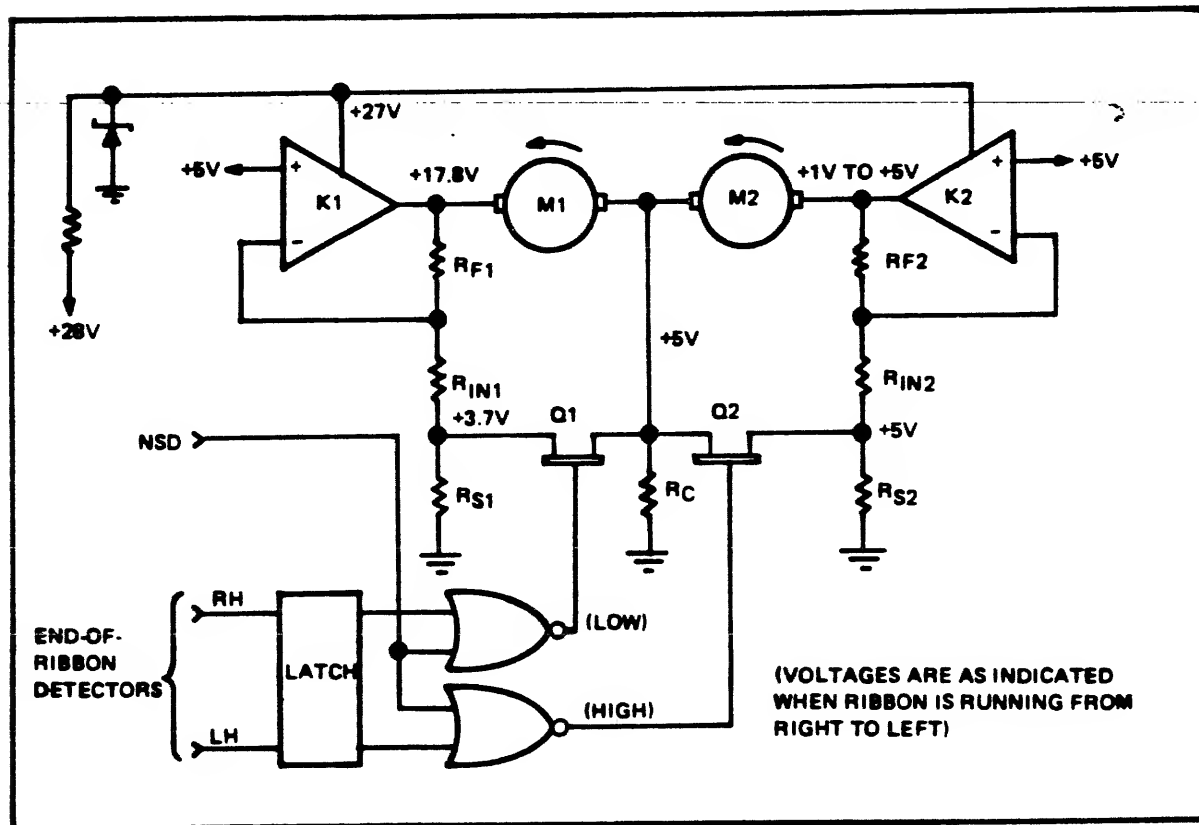 +27V
+5V
+
K1
-
+17.8V
M1
M2
+1V TO +5V
K2
+
-
+5V
RF1
RF2
+28V
+5V
RIN1
RIN2
+3.7V
Q1
Q2
+5V
NSD
RS1
RC
RS2
RH
END-OF-
RIBBON
DETECTORS
LATCH
LH
(LOW)
(HIGH)
(VOLTAGES ARE AS INDICATED
WHEN RIBBON IS RUNNING FROM
RIGHT TO LEFT)